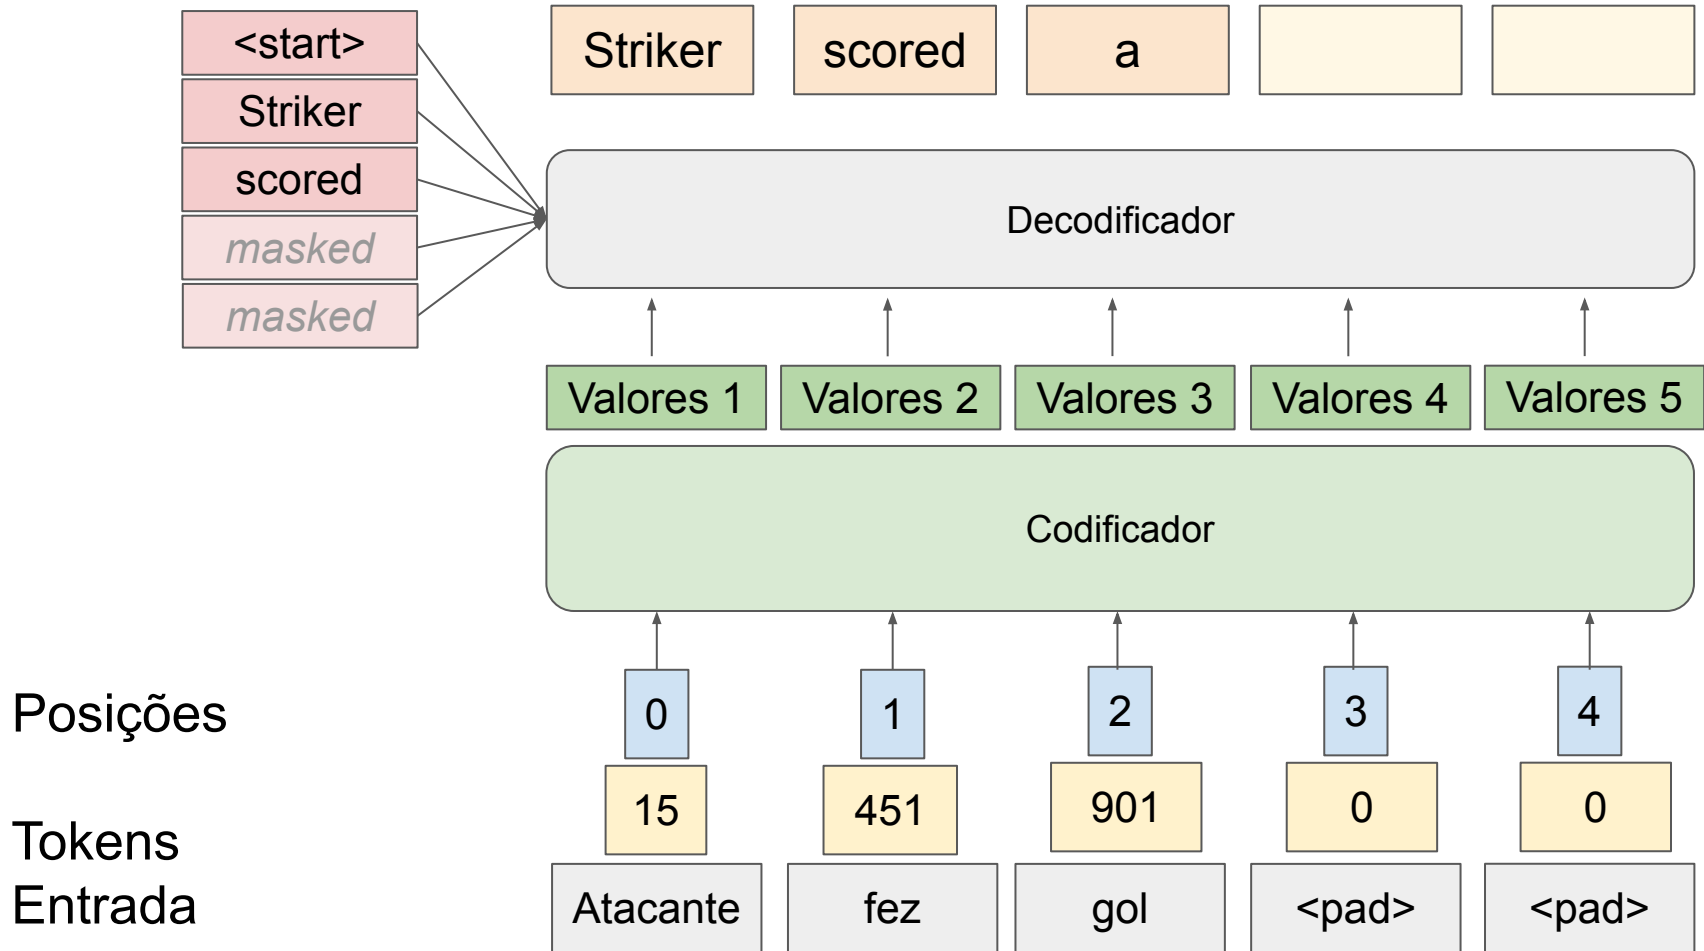 <start>
Striker
scored
masked
masked
Striker scored a
Decodificador
Valores 1 Valores 2 Valores 3 Valores 4 Valores 5
Codificador
Posições 0 1 2 3 4
Tokens 15 451 901 0 0
Entrada Atacante fez gol <pad> <pad>